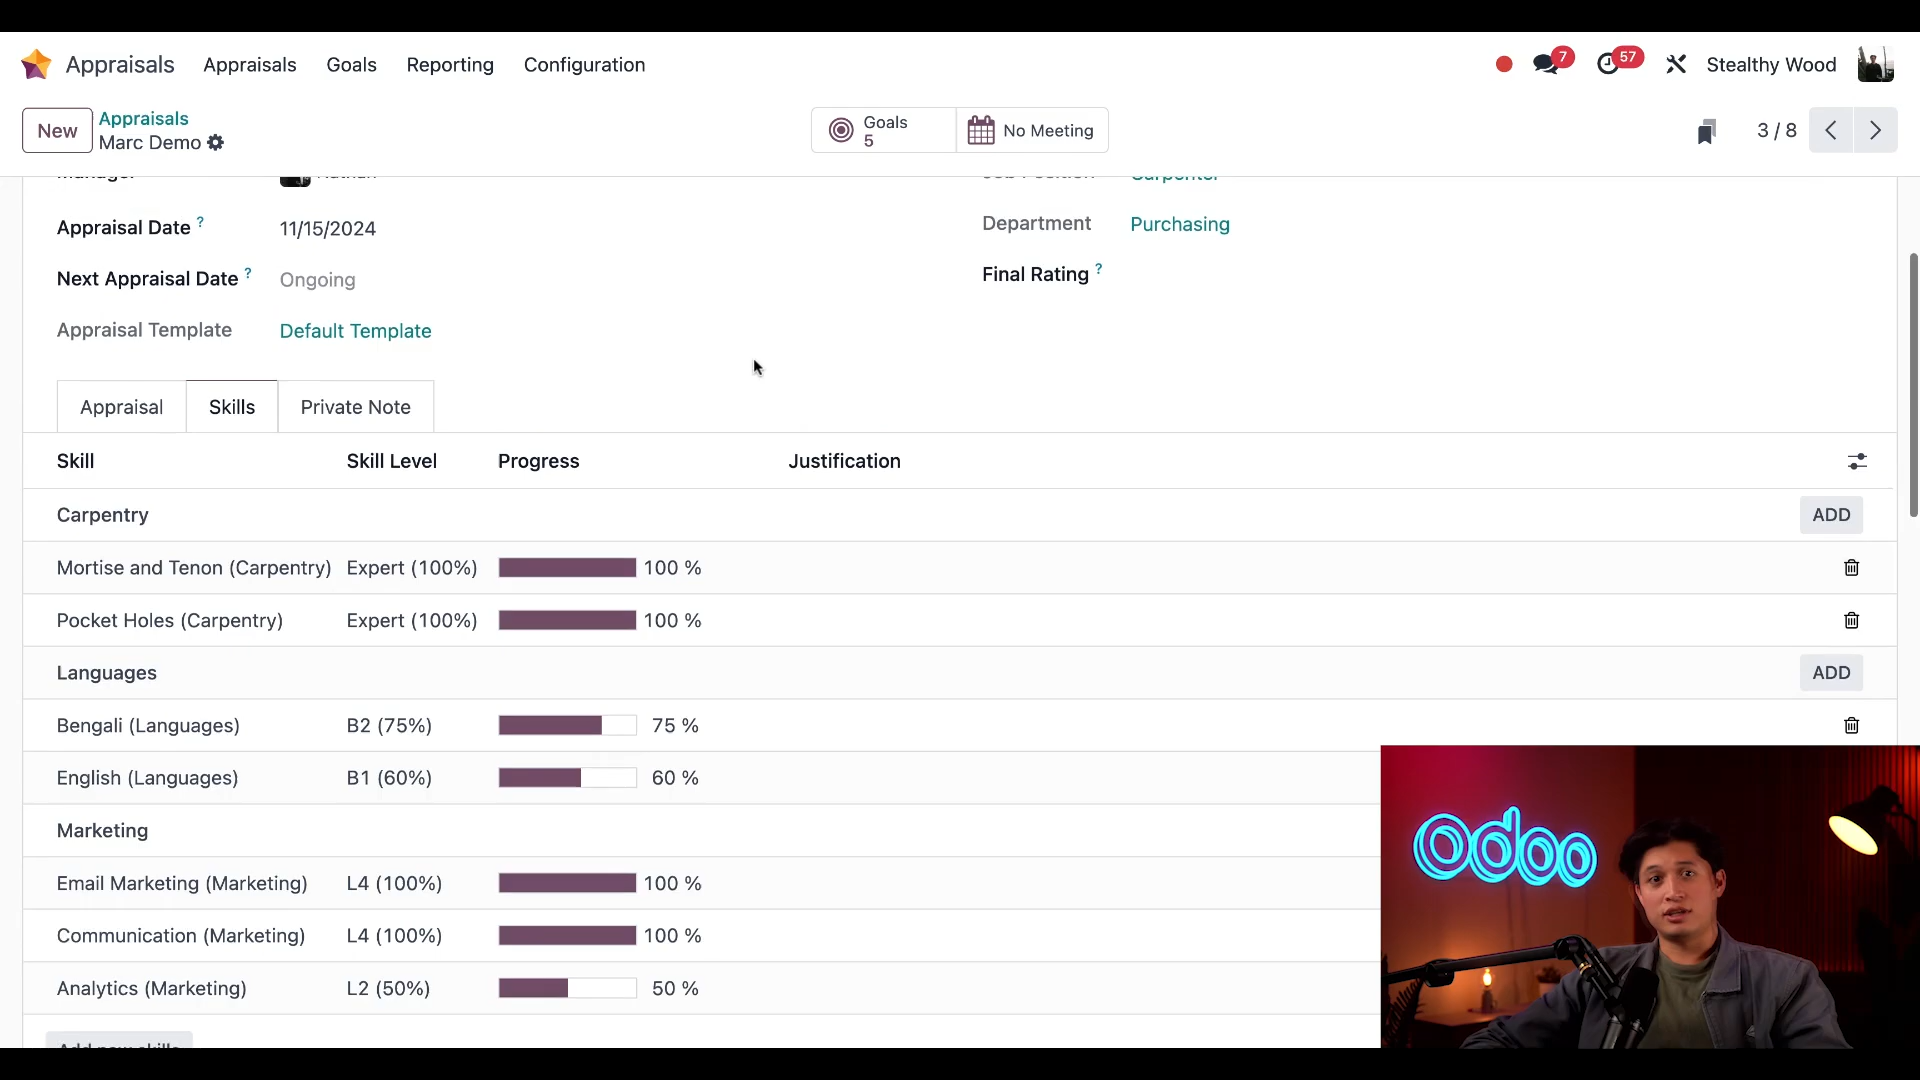 Appraisals Appraisals Goals Reporting Configuration 7 57 Stealthy Wood
New Appraisals Goals 5 No Meeting 3 / 8
Marc Demo
Appraisal Date ? 11/15/2024 Department Purchasing
Next Appraisal Date ? Ongoing Final Rating ?
Appraisal Template Default Template
Appraisal Skills Private Note
Skill Skill Level Progress Justification
Carpentry ADD
Mortise and Tenon (Carpentry) Expert (100%) 100 %
Pocket Holes (Carpentry) Expert (100%) 100 %
Languages ADD
Bengali (Languages) B2 (75%) 75 %
English (Languages) B1 (60%) 60 %
Marketing
Email Marketing (Marketing) L4 (100%) 100 %
Communication (Marketing) L4 (100%) 100 %
Analytics (Marketing) L2 (50%) 50 %
odoo